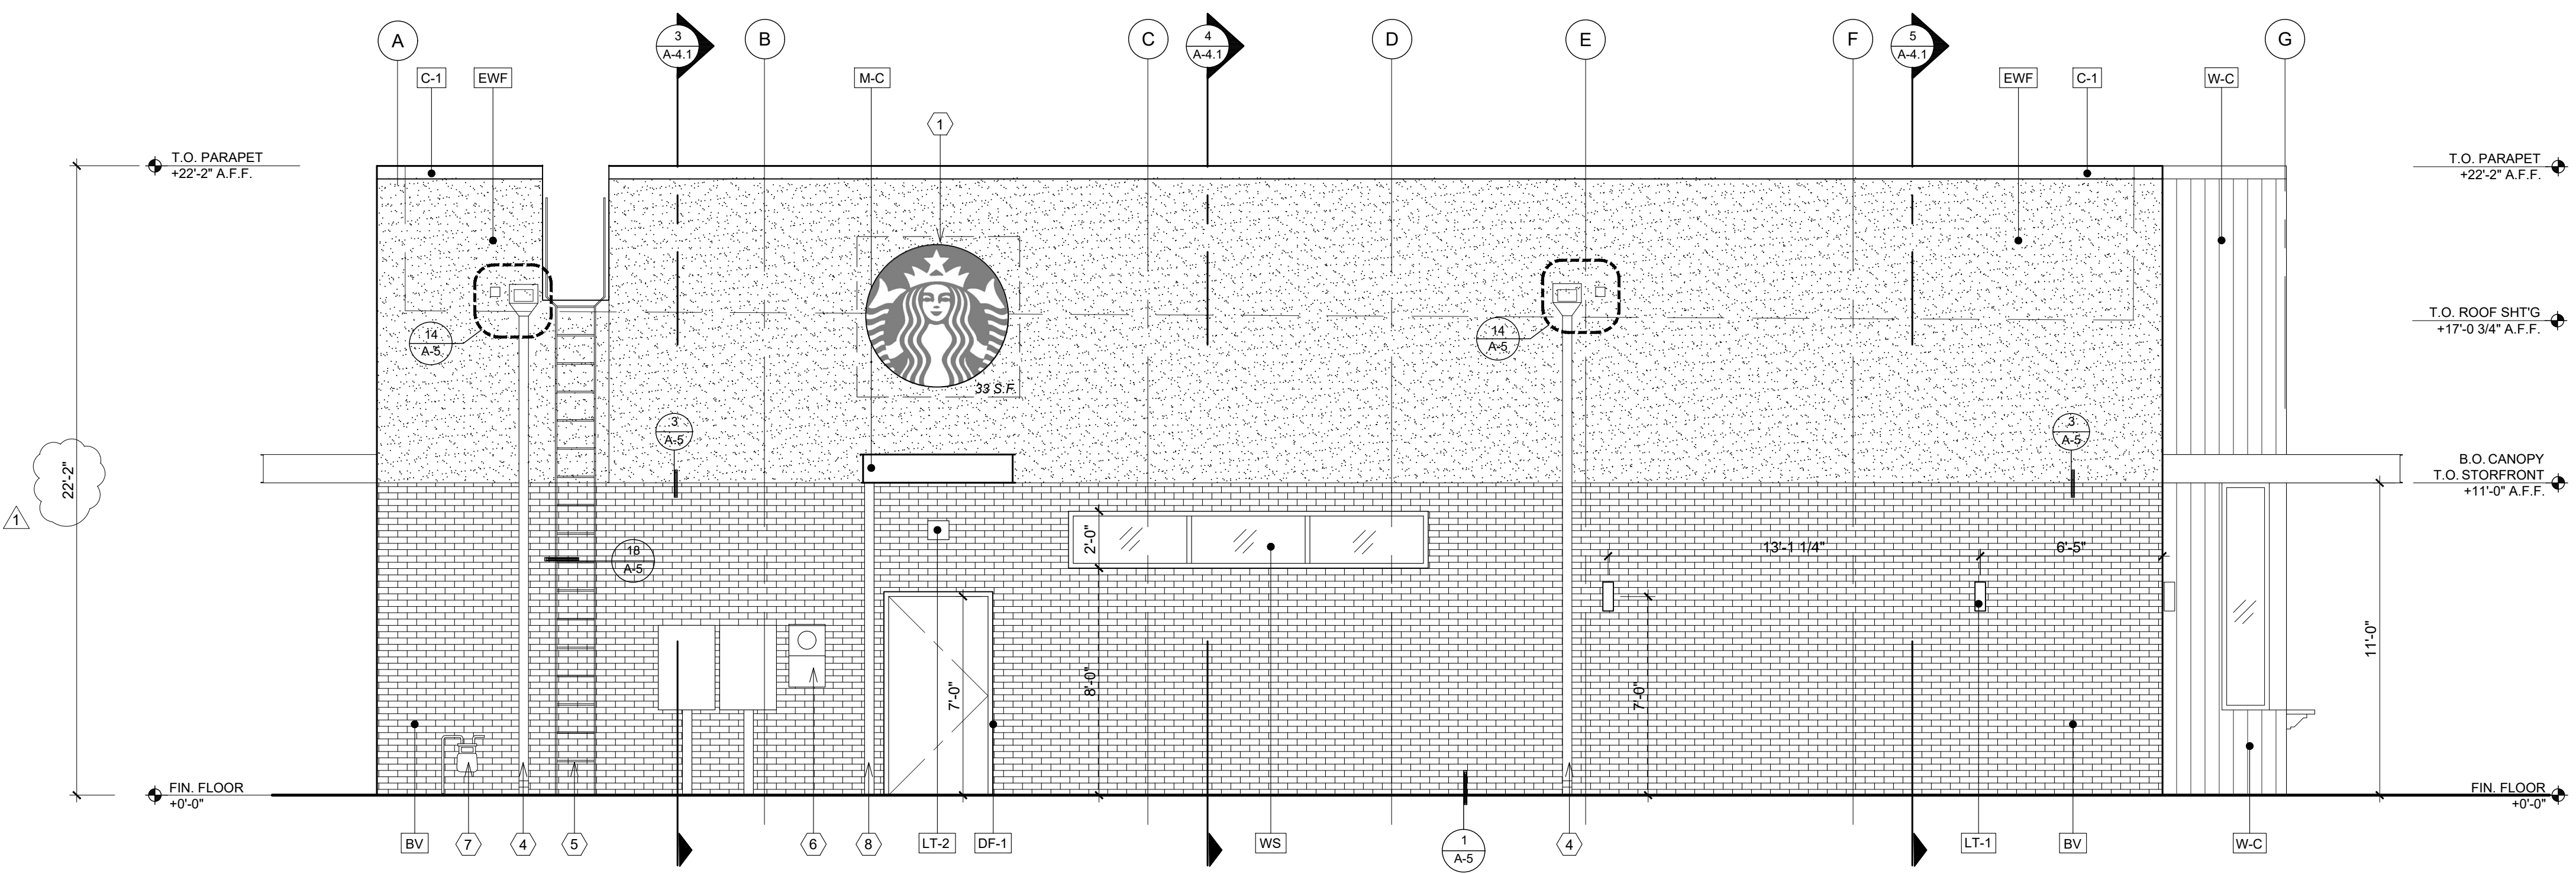 A
3
A-4.1
B
C
4
A-4.1
D
E
F
5
A-4.1
G
C-1
EWF
M-C
EWF
C-1
W-C
1
T.O. PARAPET
+22'-2" A.F.F.
T.O. PARAPET
+22'-2" A.F.F.
T.O. ROOF SHT'G
+17'-0 3/4" A.F.F.
14
A-5
14
A-5
33 S.F.
3
A-5
3
A-5
22'-2"
1
B.O. CANOPY
T.O. STORFRONT
+11'-0" A.F.F.
18
A-5
2'-0"
13'-1 1/4"
6'-5"
8'-0"
7'-0"
7'-0"
11'-0"
FIN. FLOOR
+0'-0"
FIN. FLOOR
+0'-0"
BV
7
4
5
6
8
LT-2
DF-1
WS
1
A-5
4
LT-1
BV
W-C